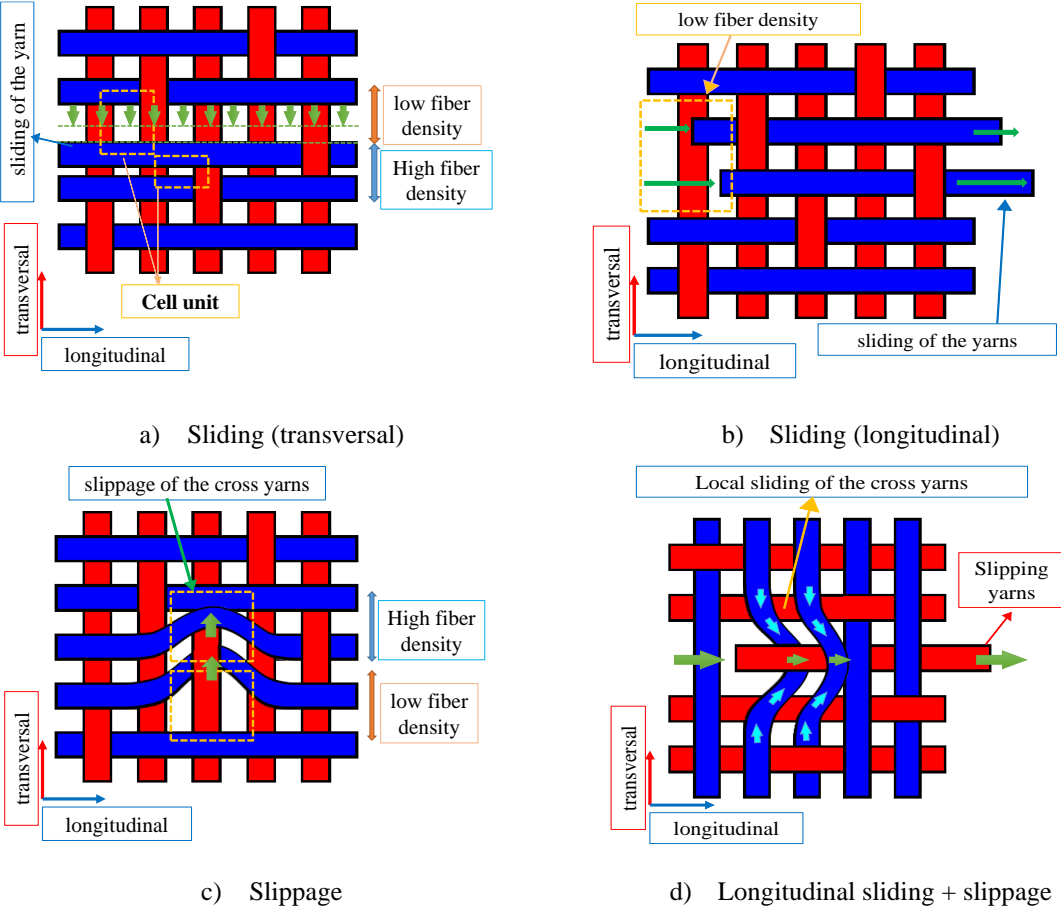 sliding of the yarn
low fiber
density
High fiber
density
Cell unit
transversal
longitudinal
a) Sliding (transversal)
low fiber density
transversal
longitudinal
sliding of the yarns
b) Sliding (longitudinal)
slippage of the cross yarns
High fiber
density
low fiber
density
transversal
longitudinal
c) Slippage
Local sliding of the cross yarns
Slipping
yarns
transversal
longitudinal
d) Longitudinal sliding + slippage